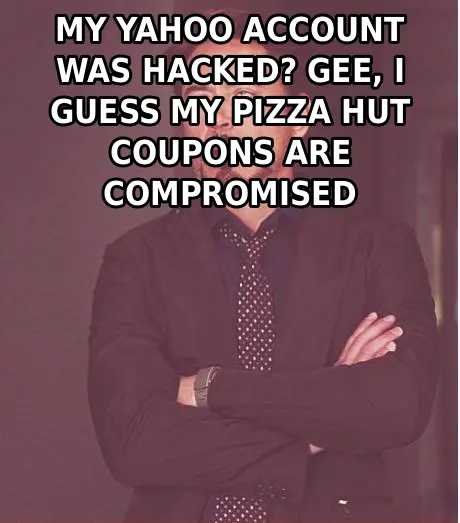 MY YAHOO ACCOUNT
WAS HACKED? GEE, I
GUESS MY PIZZA HUT
COUPONS ARE
COMPROMISED